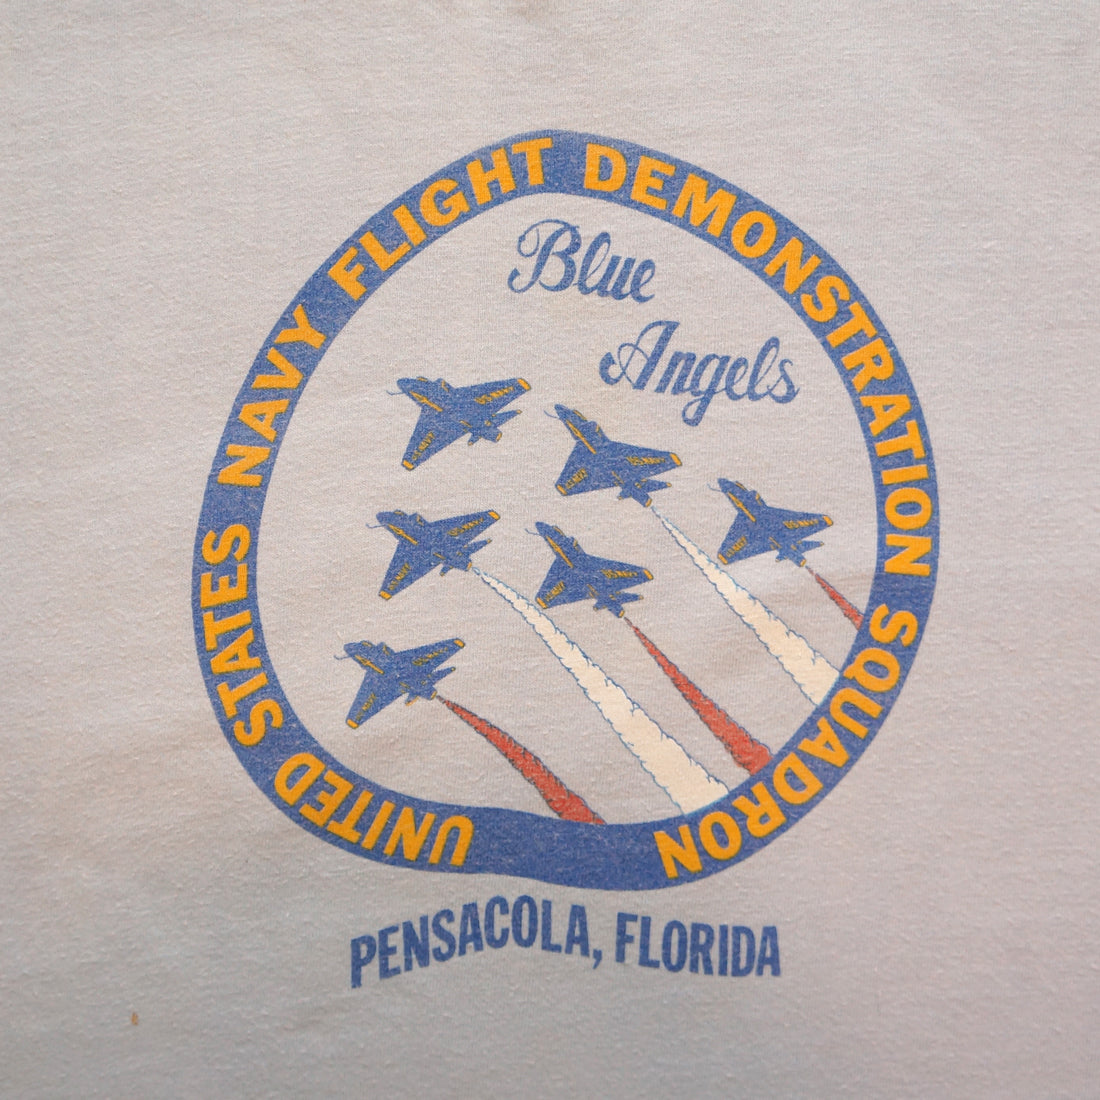 UNITED STATES NAVY FLIGHT DEMONSTRATION SQUADRON
Blue
Angels
PENSACOLA, FLORIDA